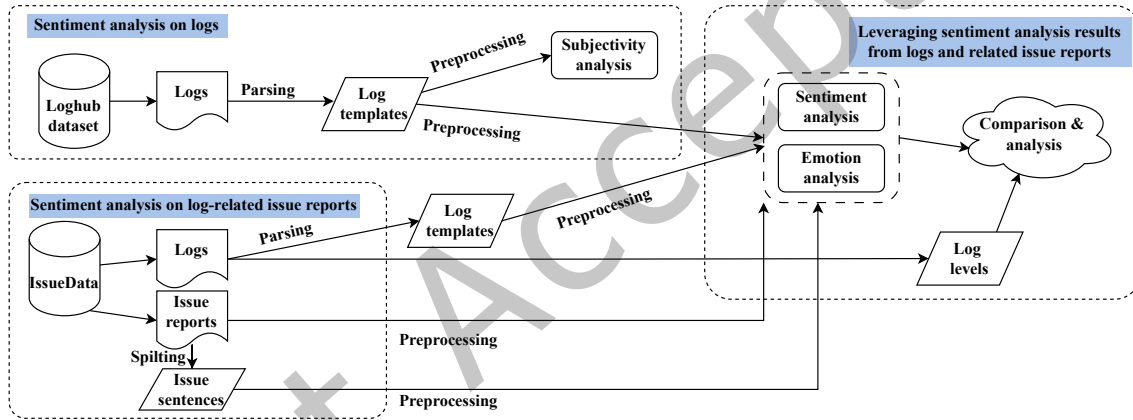 Sentiment analysis on logs
Loghub
dataset
Logs
Parsing
Log
templates
Preprocessing
Subjectivity
analysis
Preprocessing
Leveraging sentiment analysis results
from logs and related issue reports
Sentiment
analysis
Emotion
analysis
Comparison &
analysis
Log
levels
Sentiment analysis on log-related issue reports
IssueData
Logs
Parsing
Log
templates
Preprocessing
Issue
reports
Preprocessing
Spilting
Issue
sentences
Preprocessing
t Accep